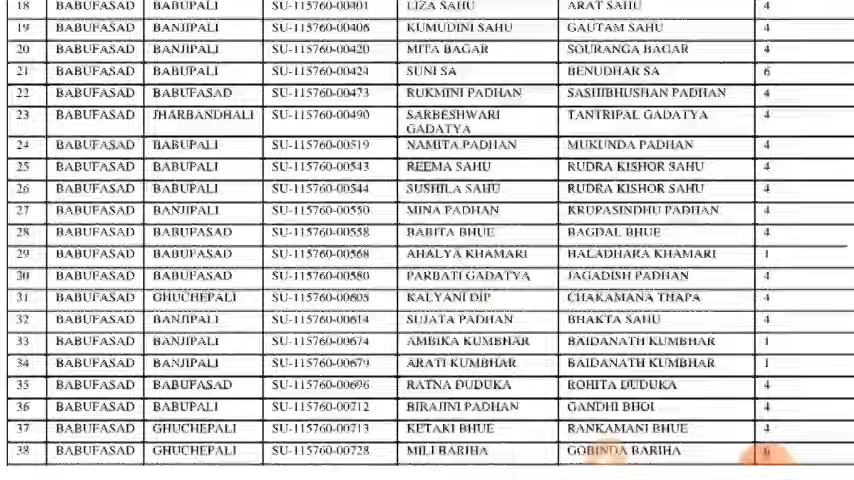 18 BABUFASAD BABUPALI SU-115760-00401 LIZA SAHU ARAT SAHU 4
19 BABUFASAD BANJIPALI SU-115760-00406 KUMUDINI SAHU GAUTAM SAHU 4
20 BABUFASAD BANJIPALI SU-115760-00420 MITA BAGAR SOURANGA BAGAR 4
21 BABUFASAD BABUPALI SU-115760-00424 SUNI SA BENUDHAR SA 6
22 BABUFASAD BABUFASAD SU-115760-00473 RUKMINI PADHAN SASHIBHUSHAN PADHAN 4
23 BABUFASAD JHARBANDHALI SU-115760-00490 SARBESHWARI TANTRIPAL GADATYA 4
GADATYA
24 BABUFASAD BABUPALI SU-115760-00519 NAMITA PADHAN MUKUNDA PADHAN 4
25 BABUFASAD BABUPALI SU-115760-00543 REEMA SAHU RUDRA KISHOR SAHU 4
26 BABUFASAD BABUPALI SU-115760-00544 SUSHILA SAHU RUDRA KISHOR SAHU 4
27 BABUFASAD BANJIPALI SU-115760-00550 MINA PADHAN KRUPASINDHU PADHAN 4
28 BABUFASAD BABUFASAD SU-115760-00558 BABITA BHUE BAGDAL BHUE 4
29 BABUFASAD BABUFASAD SU-115760-00568 AHALYA KHAMARI HALADHARA KHAMARI 1
30 BABUFASAD BABUFASAD SU-115760-00580 PARBATI GADATYA JAGADISH PADHAN 4
31 BABUFASAD GHUCHEPALI SU-115760-00605 KALYANI DIP CHAKAMANA THAPA 4
32 BABUFASAD BANJIPALI SU-115760-00614 SUJATA PADHAN BHAKTA SAHU 4
33 BABUFASAD BANJIPALI SU-115760-00674 AMBIKA KUMBHAR BAIDANATH KUMBHAR 1
34 BABUFASAD BANJIPALI SU-115760-00679 ARATI KUMBHAR BAIDANATH KUMBHAR 1
35 BABUFASAD BABUFASAD SU-115760-00696 RATNA DUDUKA ROHITA DUDUKA 4
36 BABUFASAD BABUPALI SU-115760-00712 BIRAJINI PADHAN GANDHI BHOI 4
37 BABUFASAD GHUCHEPALI SU-115760-00713 KETAKI BHUE RANKAMANI BHUE 4
38 BABUFASAD GHUCHEPALI SU-115760-00728 MILI BARIHA GOBINDA BARIHA 6